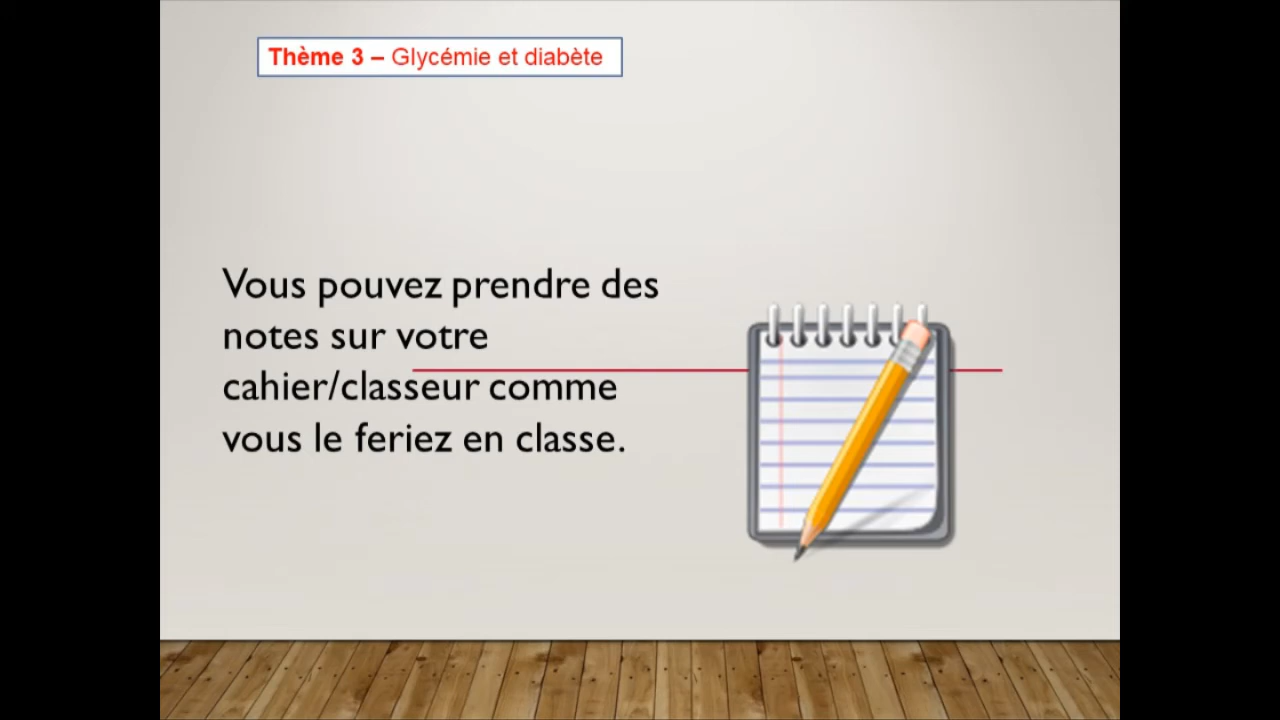 Thème 3 – Glycémie et diabète
Vous pouvez prendre des
notes sur votre
cahier/classeur comme
vous le feriez en classe.